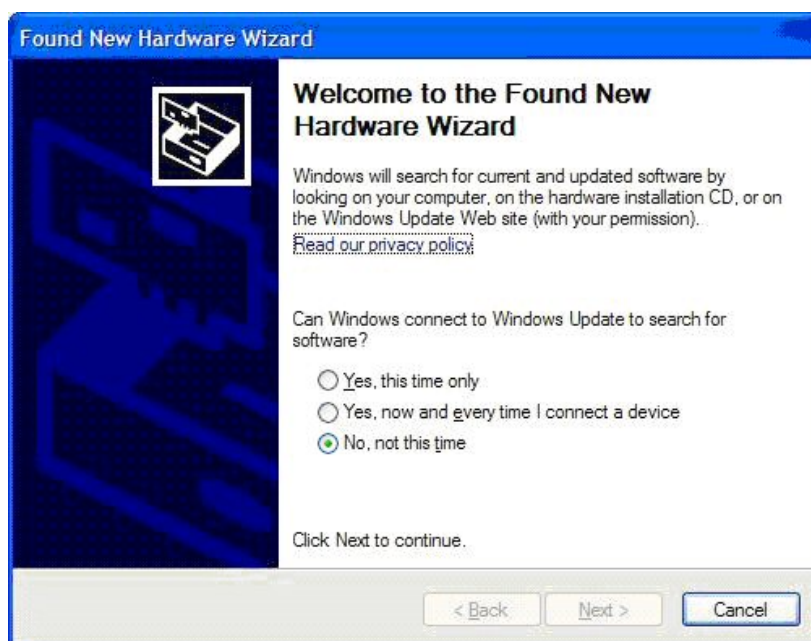 Found New Hardware Wizard
Welcome to the Found New
Hardware Wizard
Windows will search for current and updated software by
looking on your computer, on the hardware installation CD, or on
the Windows Update Web site (with your permission).
Read our privacy policy
Can Windows connect to Windows Update to search for
software?
Yes, this time only
Yes, now and every time I connect a device
No, not this time
Click Next to continue.
< Back
Next >
Cancel